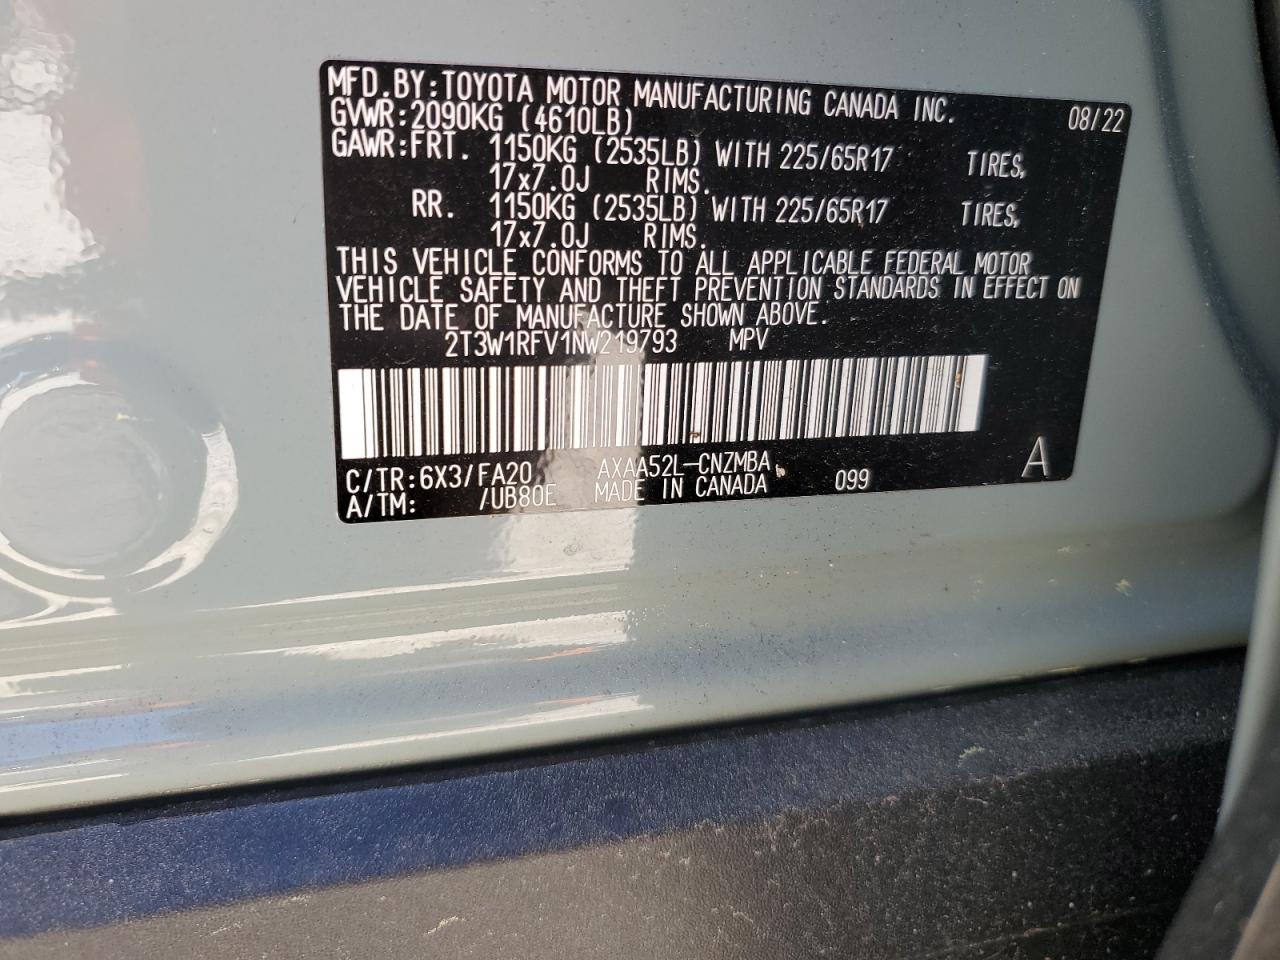 MFD.BY:TOYOTA MOTOR MANUFACTURING CANADA INC. 08/22
GVWR:2090KG (4610LB)
GAWR:FRT. 1150KG (2535LB) WITH 225/65R17 TIRES,
17x7.0J RIMS.
RR. 1150KG (2535LB) WITH 225/65R17 TIRES,
17x7.0J RIMS.
THIS VEHICLE CONFORMS TO ALL APPLICABLE FEDERAL MOTOR
VEHICLE SAFETY AND THEFT PREVENTION STANDARDS IN EFFECT ON
THE DATE OF MANUFACTURE SHOWN ABOVE.
2T3W1RFV1NW219793 MPV
C/TR:6X3/FA20 AXAA52L-CNZMBA 099 A
A/TM: /UB80E MADE IN CANADA